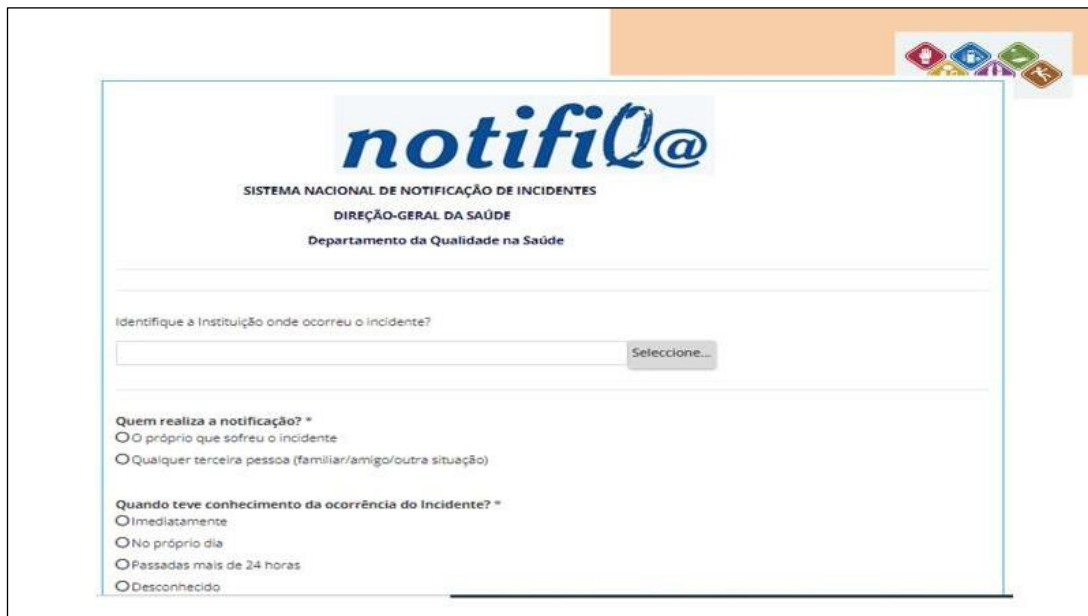 notifiQ@
SISTEMA NACIONAL DE NOTIFICAÇÃO DE INCIDENTES
DIREÇÃO-GERAL DA SAÚDE
Departamento da Qualidade na Saúde
Identifique a Instituição onde ocorreu o incidente?
Seleccione...
Quem realiza a notificação? *
O próprio que sofreu o incidente
Qualquer terceira pessoa (familiar/amigo/outra situação)
Quando teve conhecimento da ocorrência do Incidente? *
Imediatamente
No próprio dia
Passadas mais de 24 horas
Desconhecido